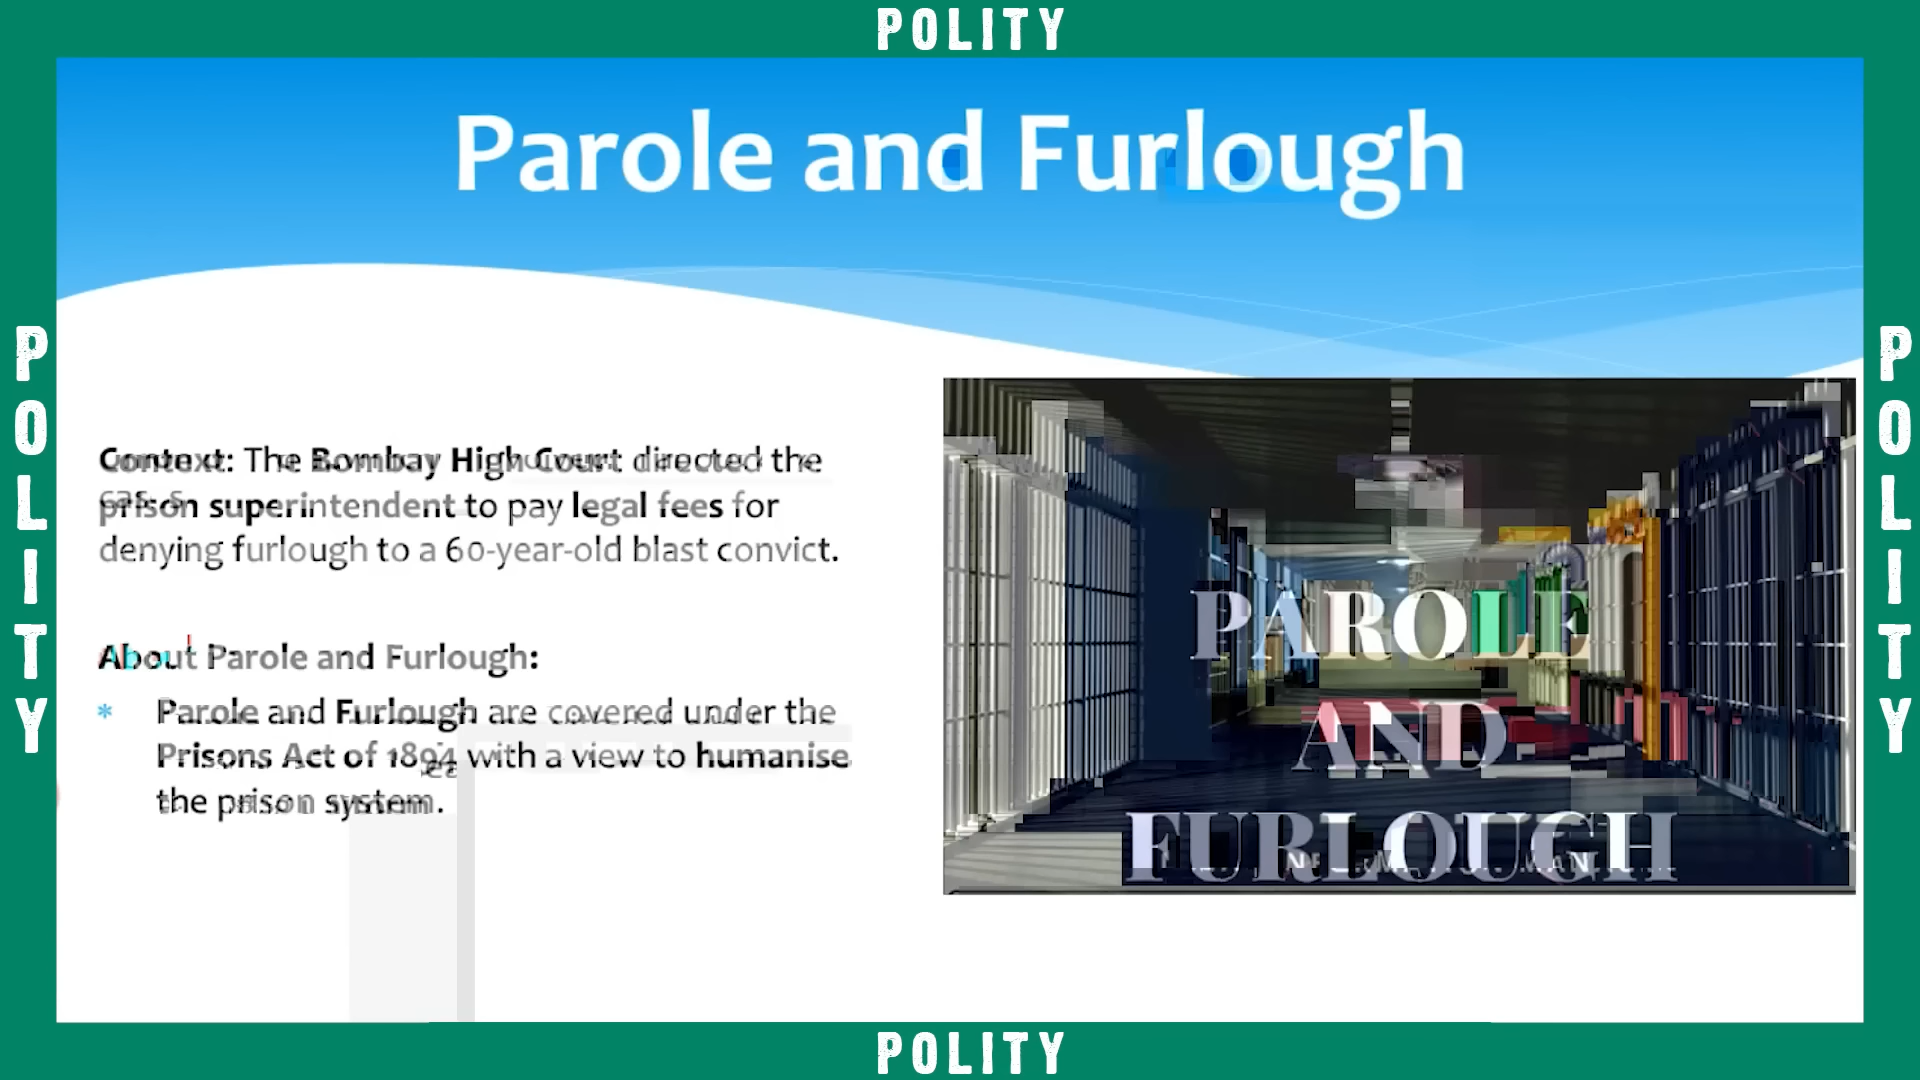 POLITY
Parole and Furlough
POLITY
POLITY
Context: The Bombay High Court directed the
prison superintendent to pay legal fees for
denying furlough to a 60-year-old blast convict.
About Parole and Furlough:
* Parole and Furlough are covered under the
Prisons Act of 1894 with a view to humanise
the prison system.
PAROLE
AND
FURLOUGH
POLITY